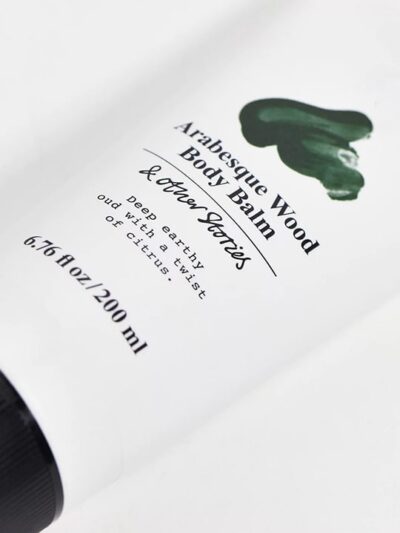 Arabesque Wood
Body Balm
& Other Stories
Deep earthy
oud with a twist
of citrus.
6.76 fl oz / 200 ml